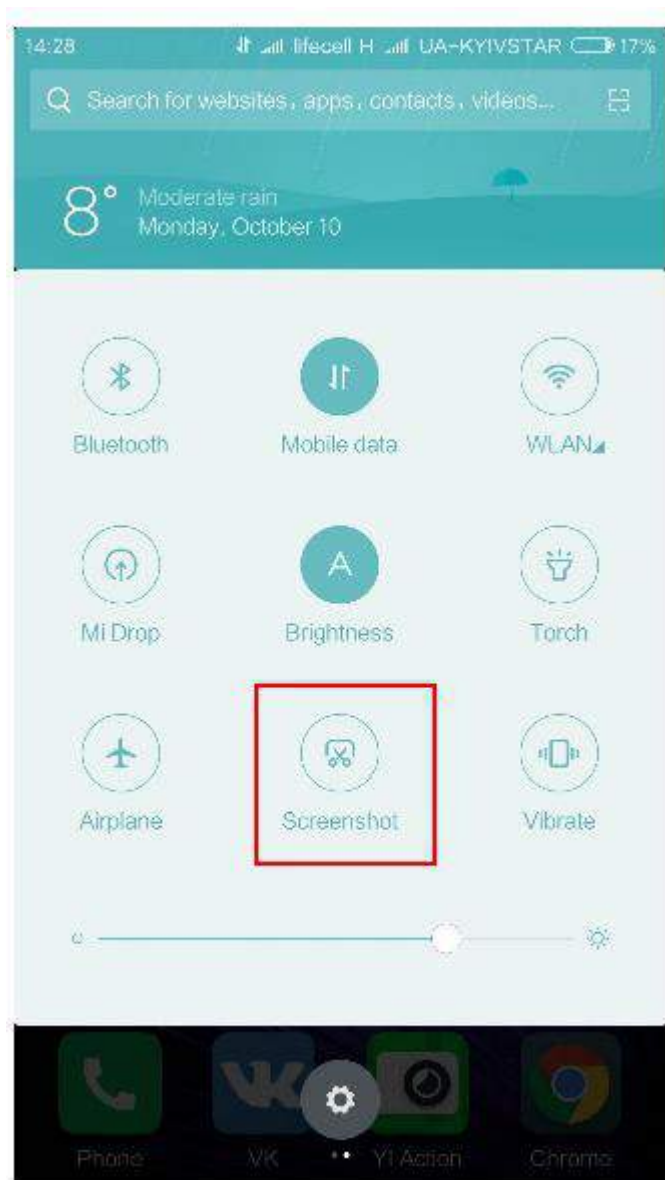 14:28 lifecell H UA-KYIVSTAR 17%
Search for websites, apps, contacts, videos...
8° Moderate rain
Monday, October 10
Bluetooth Mobile data WLAN
Mi Drop A Brightness Torch
Airplane Screenshot Vibrate
Phone VK YI Action Chrome